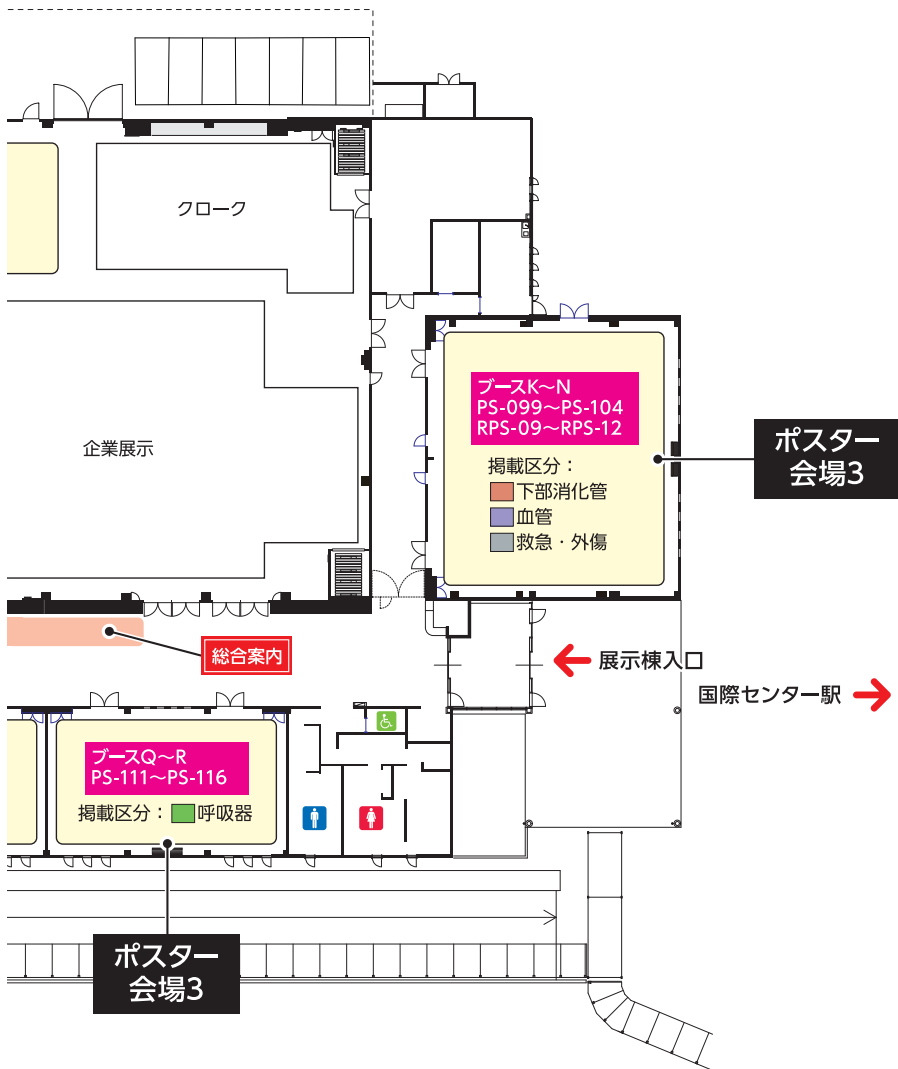 クローク
企業展示
ブースK〜N
PS-099〜PS-104
RPS-09〜RPS-12
掲載区分：
下部消化管
血管
救急・外傷
ポスター
会場3
総合案内
展示棟入口
国際センター駅
ブースQ〜R
PS-111〜PS-116
掲載区分：呼吸器
ポスター
会場3